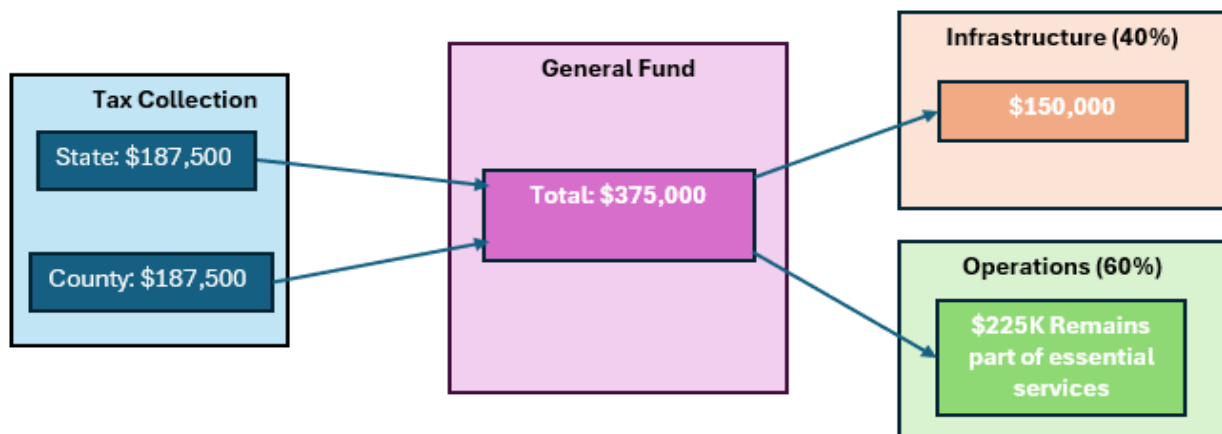 Tax Collection
State: $187,500
County: $187,500
General Fund
Total: $375,000
Infrastructure (40%)
$150,000
Operations (60%)
$225K Remains
part of essential
services